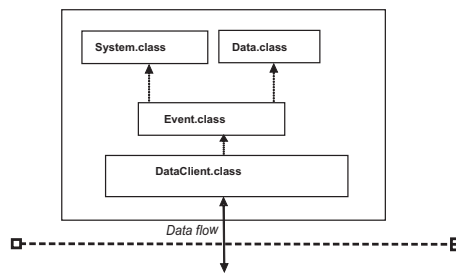 System.class
Data.class
Event.class
DataClient.class
Data flow